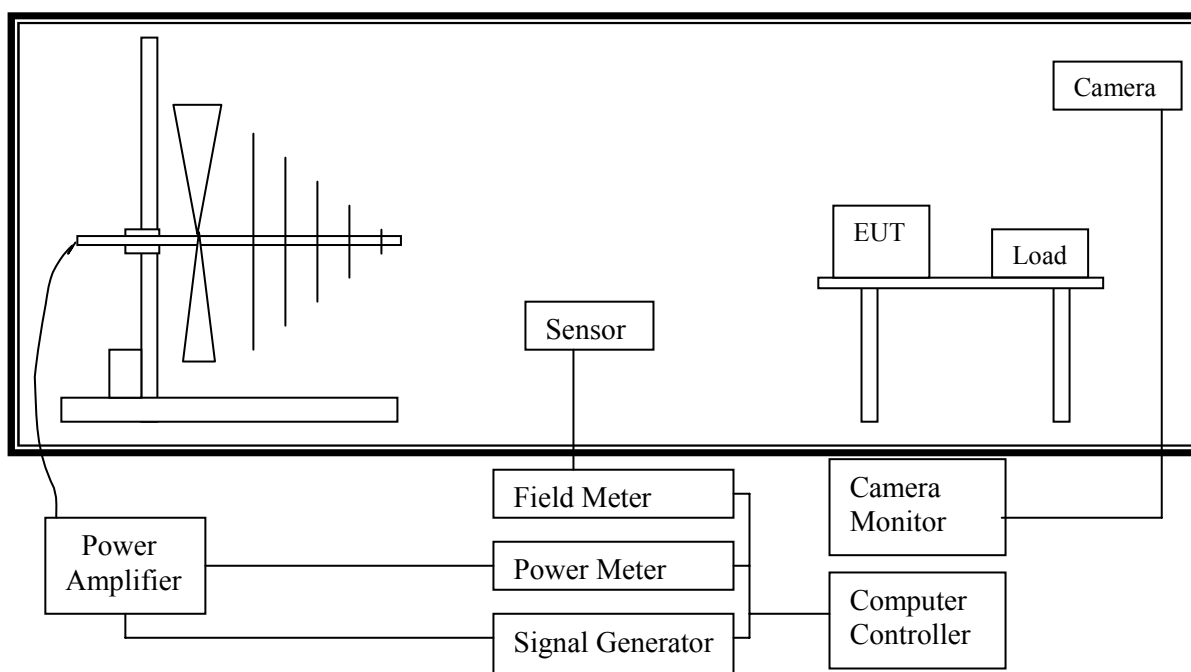 Camera
EUT
Load
Sensor
Field Meter
Camera
Monitor
Power
Amplifier
Power Meter
Computer
Controller
Signal Generator